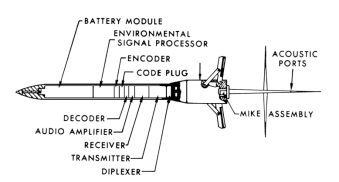 BATTERY MODULE
ENVIRONMENTAL
SIGNAL PROCESSOR
ENCODER
CODE PLUG
ACOUSTIC
PORTS
DECODER
MIKE ASSEMBLY
AUDIO AMPLIFIER
RECEIVER
TRANSMITTER
DIPLEXER